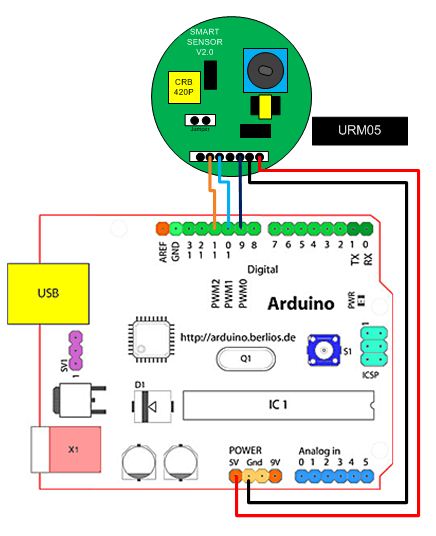 SMART
SENSOR
V2.0
CRB
420P
Jumper
URM05
AREF
GND
13
12
11
10
9
8
7
6
5
4
3
2
1
0
TX
RX
Digital
PWM2
PWM1
PWM0
USB
Arduino
PWR
http://arduino.berlios.de
SV1
1
Q1
S1
1
ICSP
D1
IC 1
X1
POWER
5V
Gnd
9V
Analog in
0
1
2
3
4
5